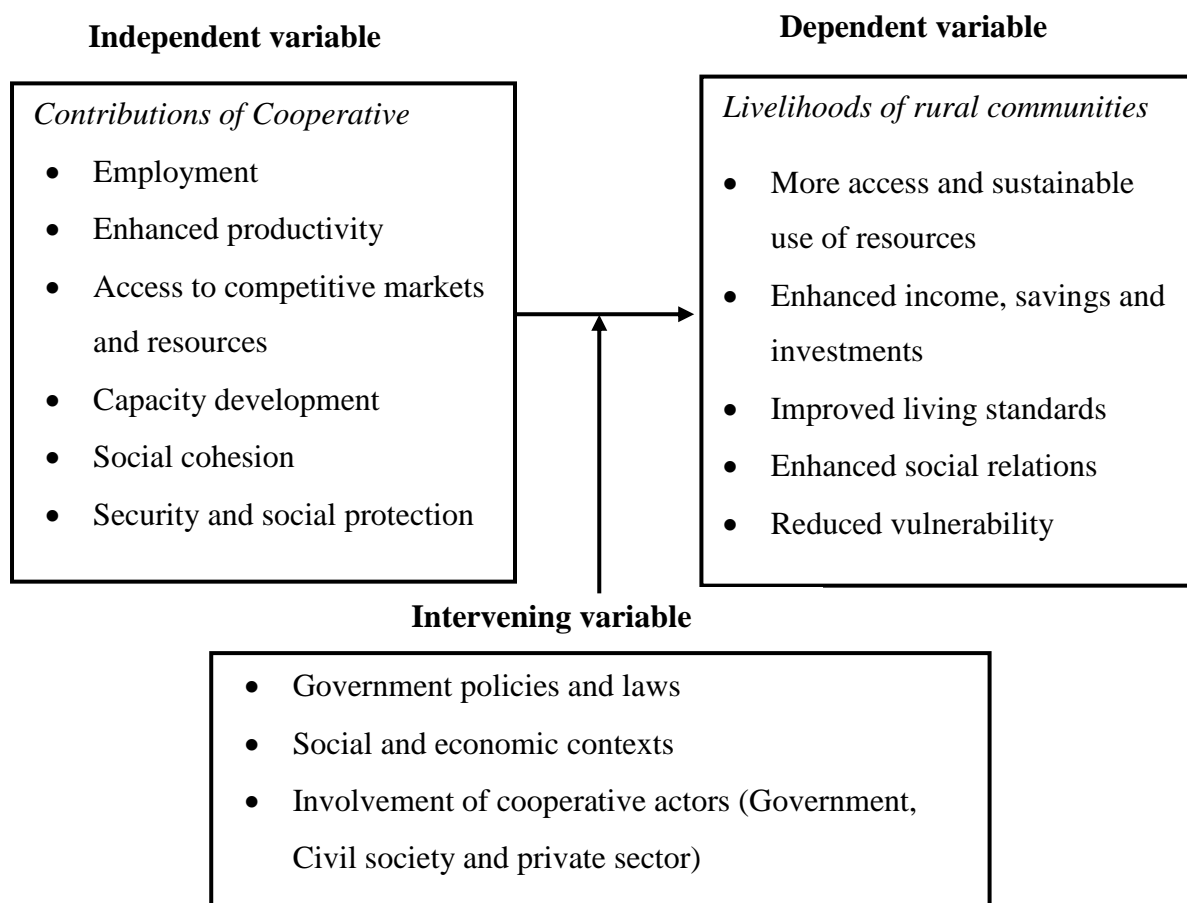 Independent variable
Contributions of Cooperative
• Employment
• Enhanced productivity
• Access to competitive markets
and resources
• Capacity development
• Social cohesion
• Security and social protection
Dependent variable
Livelihoods of rural communities
• More access and sustainable
use of resources
• Enhanced income, savings and
investments
• Improved living standards
• Enhanced social relations
• Reduced vulnerability
Intervening variable
• Government policies and laws
• Social and economic contexts
• Involvement of cooperative actors (Government,
Civil society and private sector)